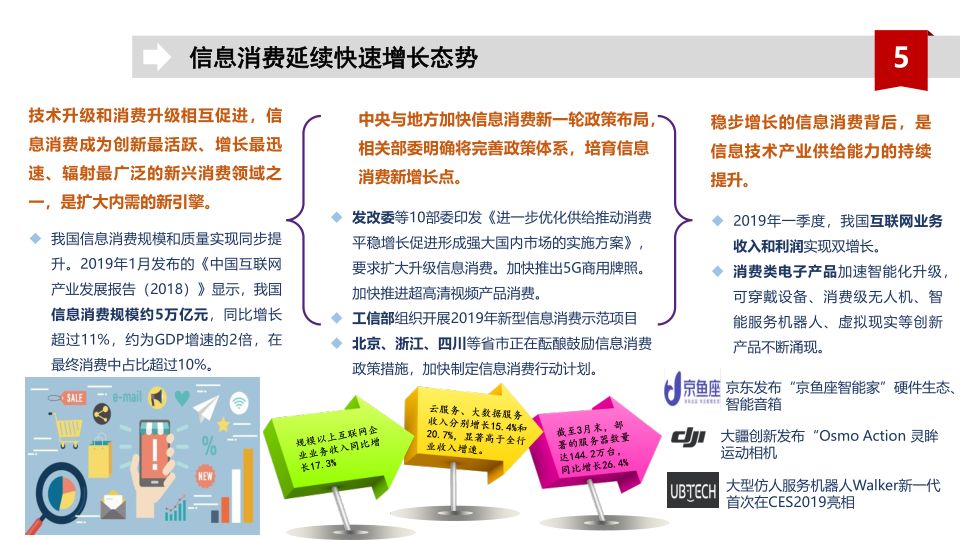 信息消费延续快速增长态势
5
技术升级和消费升级相互促进，信
息消费成为创新最活跃、增长最迅
速、辐射最广泛的新兴消费领域之
一，是扩大内需的新引擎。
我国信息消费规模和质量实现同步提
升。2019年1月发布的《中国互联网
产业发展报告（2018）》显示，我国
信息消费规模约5万亿元，同比增长
超过11%，约为GDP增速的2倍，在
最终消费中占比超过10%。
中央与地方加快信息消费新一轮政策布局，
相关部委明确将完善政策体系，培育信息
消费新增长点。
发改委等10部委印发《进一步优化供给推动消费
平稳增长促进形成强大国内市场的实施方案》，
要求扩大升级信息消费。加快推出5G商用牌照。
加快推进超高清视频产品消费。
工信部组织开展2019年新型信息消费示范项目
北京、浙江、四川等省市正在酝酿鼓励信息消费
政策措施，加快制定信息消费行动计划。
稳步增长的信息消费背后，是
信息技术产业供给能力的持续
提升。
2019年一季度，我国互联网业务
收入和利润实现双增长。
消费类电子产品加速智能化升级，
可穿戴设备、消费级无人机、智
能服务机器人、虚拟现实等创新
产品不断涌现。
SALE
e-mail
%
NEW
规模以上互联网企
业业务收入同比增
长17.3%
云服务、大数据服务
收入分别增长15.4%和
20.7%，显著高于全行
业收入增速。
截至3月末，部
署的服务器数量
达144.2万台，
同比增长26.4%
京鱼座
京东发布“京鱼座智能家”硬件生态、
智能音箱
dji
大疆创新发布“Osmo Action 灵眸
运动相机
UBTECH
大型仿人服务机器人Walker新一代
首次在CES2019亮相